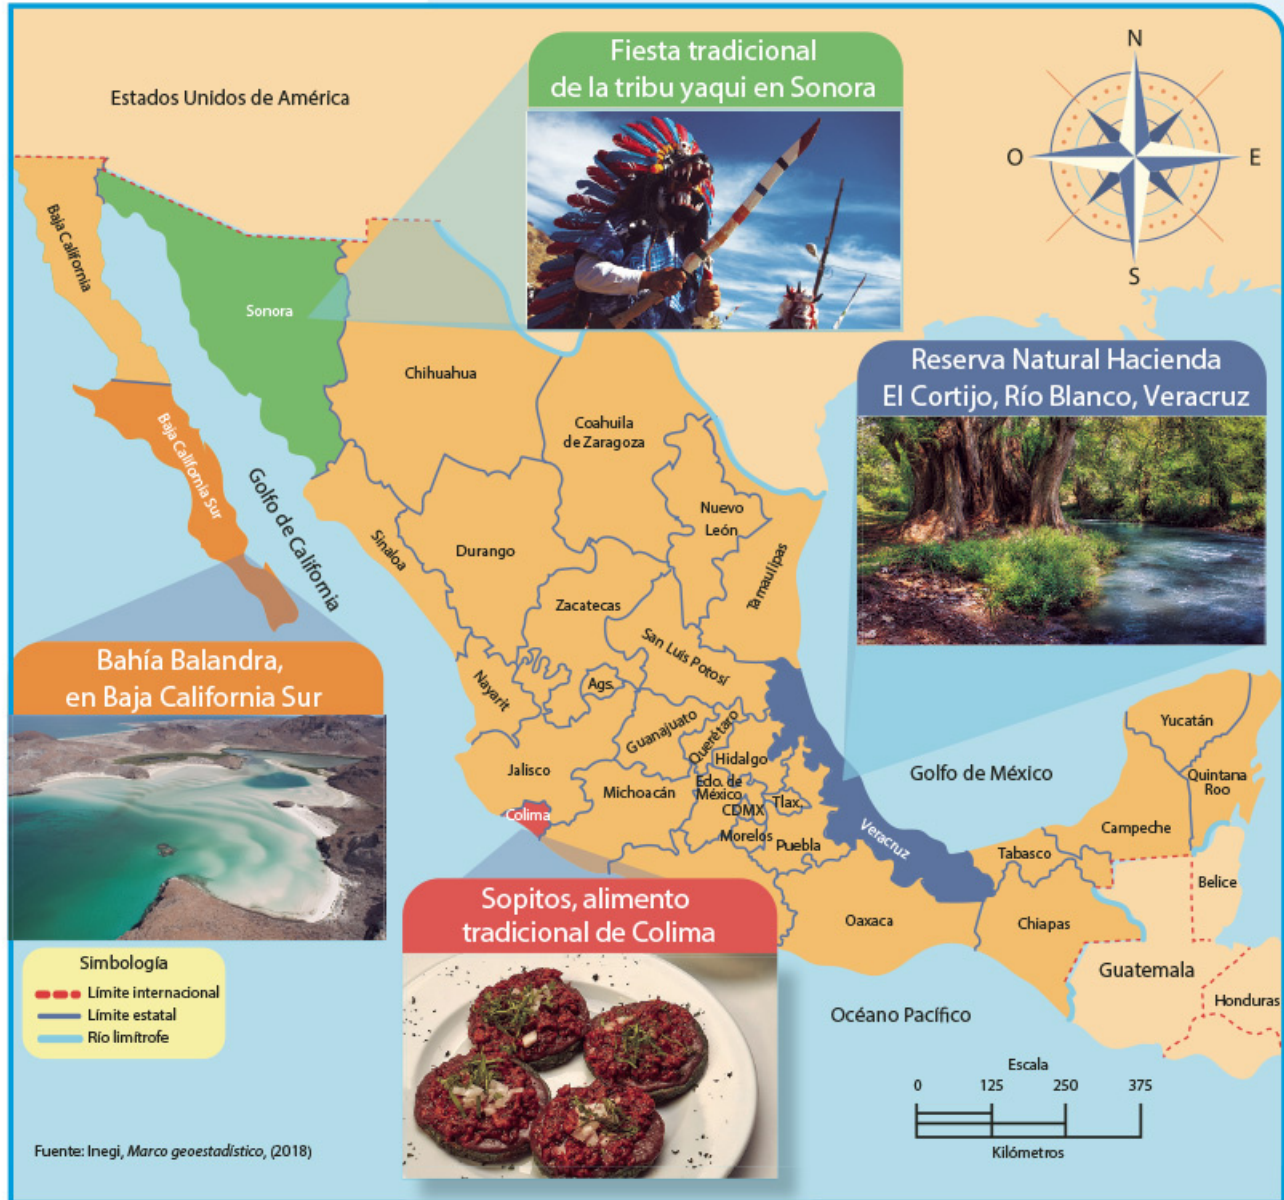 Fiesta tradicional
de la tribu yaqui en Sonora
Estados Unidos de América
N
O
E
S
Baja California
Sonora
Reserva Natural Hacienda
El Cortijo, Río Blanco, Veracruz
Chihuahua
Coahuila
de Zaragoza
Baja California Sur
Golfo de California
Nuevo
León
Sinaloa
Durango
Tamaulipas
Zacatecas
San Luis Potosí
Bahía Balandra,
en Baja California Sur
Nayarit
Ags.
Guanajuato
Querétaro
Hidalgo
Yucatán
Jalisco
Golfo de México
Quintana
Roo
Michoacán
Edo. de
México
CDMX
Tlax.
Colima
Morelos
Puebla
Veracruz
Campeche
Tabasco
Belice
Sopitos, alimento
tradicional de Colima
Oaxaca
Chiapas
Guatemala
Honduras
Simbología
Límite internacional
Límite estatal
Río limítrofe
Océano Pacífico
Escala
0 125 250 375
Kilómetros
Fuente: Inegi, Marco geoestadístico, (2018)